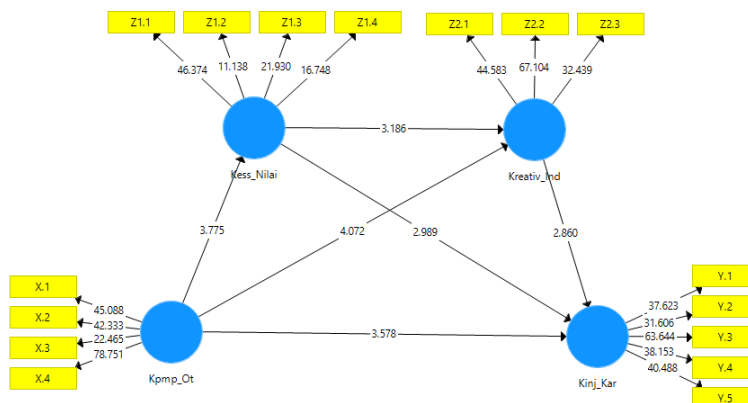 Z1.1 Z1.2 Z1.3 Z1.4 Z2.1 Z2.2 Z2.3
46.374 11.138 21.930 16.748 44.583 67.104 32.439
3.186
Kess_Nilai Kreativ_Ind
3.775 4.072 2.989 2.860
X.1
X.2
X.3
X.4
45.088
42.333
22.465
78.751
Kpmp_Ot
3.578
Kinj_Kar
37.623
31.606
63.644
38.153
40.488
Y.1
Y.2
Y.3
Y.4
Y.5